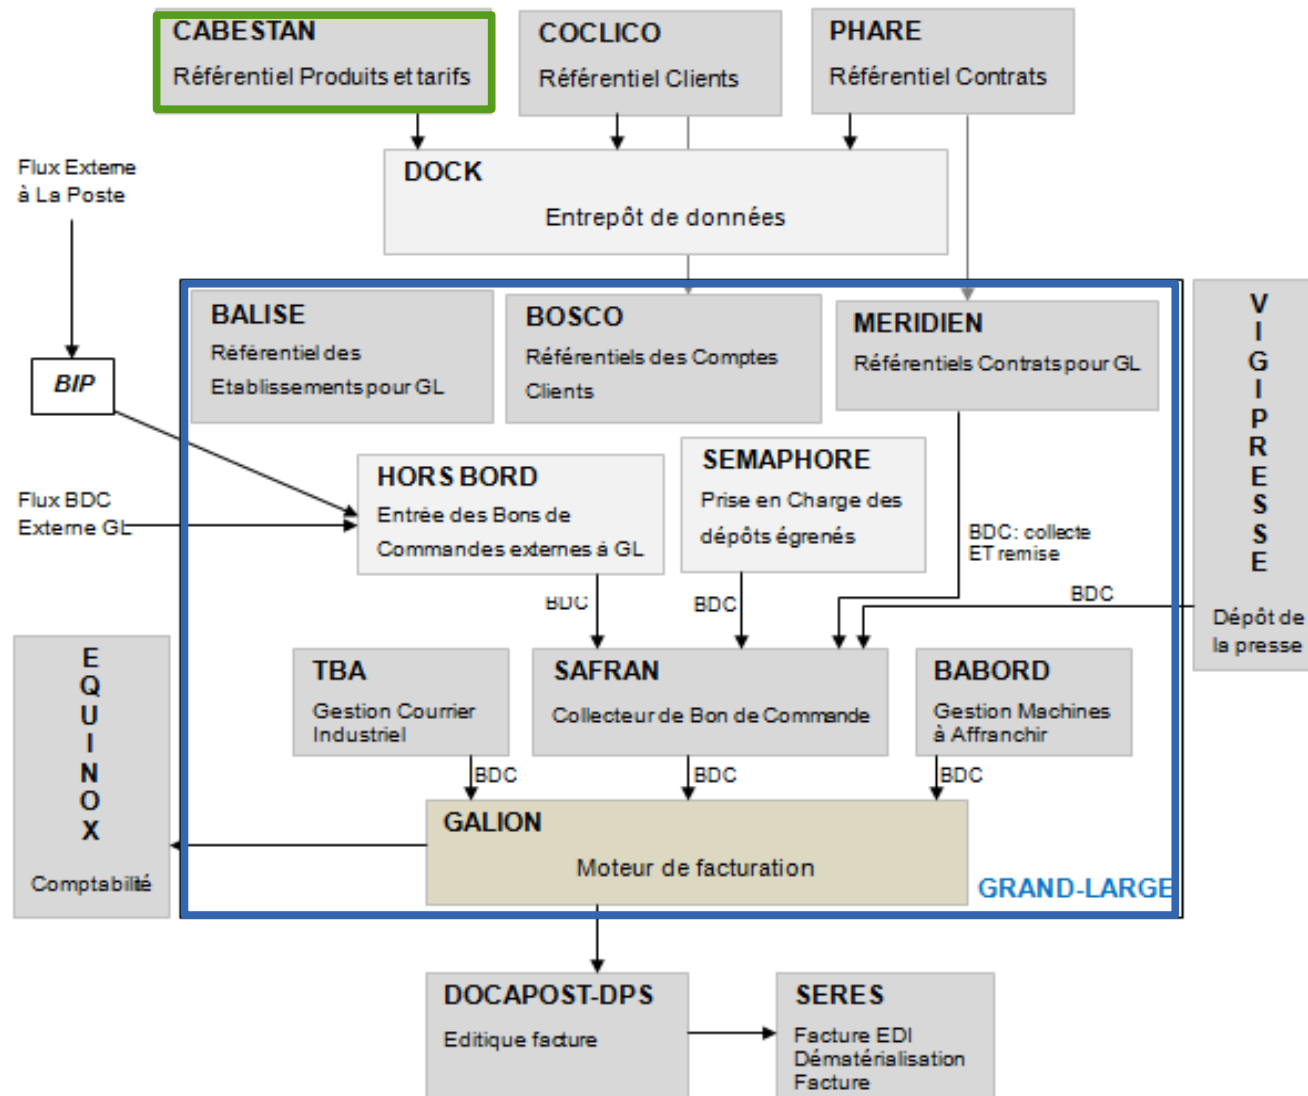 CABESTAN
Référentiel Produits et tarifs
COCLICO
Référentiel Clients
PHARE
Référentiel Contrats
DOCK
Entrepôt de données
Flux Externe
à La Poste
BIP
Flux BDC
Externe GL
BALISE
Référentiel des
Etablissements pour GL
BOSCO
Référentiels des Comptes
Clients
MERIDIEN
Référentiels Contrats pour GL
VIGIPRESSE
Dépôt de
la presse
HORS BORD
Entrée des Bons de
Commandes externes à GL
SEMAPHORE
Prise en Charge des
dépôts égrenés
BDC : collecte
ET remise
BDC
BDC
BDC
EQUINOX
Comptabilité
TBA
Gestion Courrier
Industriel
SAFRAN
Collecteur de Bon de Commande
BABORD
Gestion Machines
à Affranchir
BDC
BDC
BDC
GALION
Moteur de facturation
GRAND-LARGE
DOCAPOST-DPS
Editique facture
SERES
Facture EDI
Dématérialisation
Facture